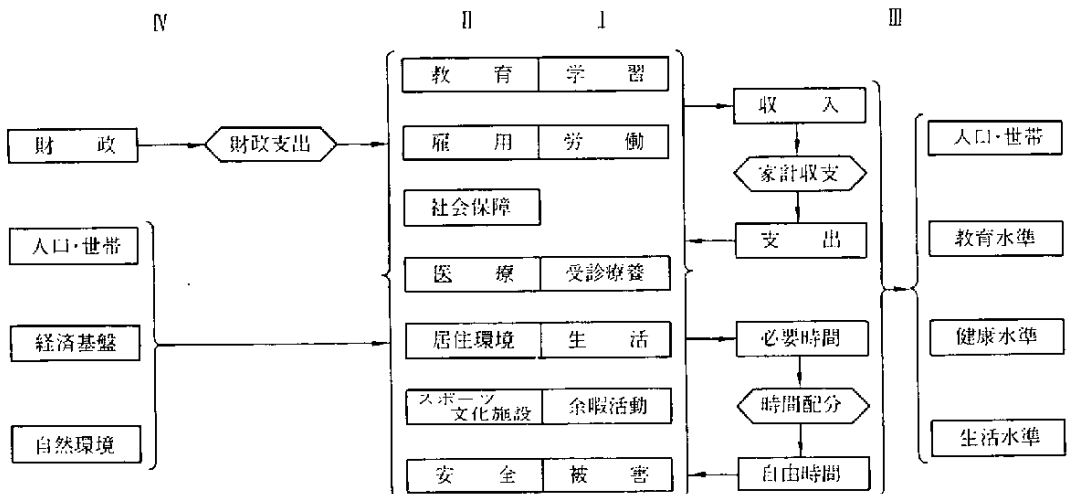 Ⅳ
Ⅱ
Ⅰ
Ⅲ
財政
財政支出
人口・世帯
経済基盤
自然環境
教育
学習
雇用
労働
社会保障
医療
受診療養
居住環境
生活
スポーツ
文化施設
余暇活動
安全
被害
収入
家計収支
支出
必要時間
時間配分
自由時間
人口・世帯
教育水準
健康水準
生活水準